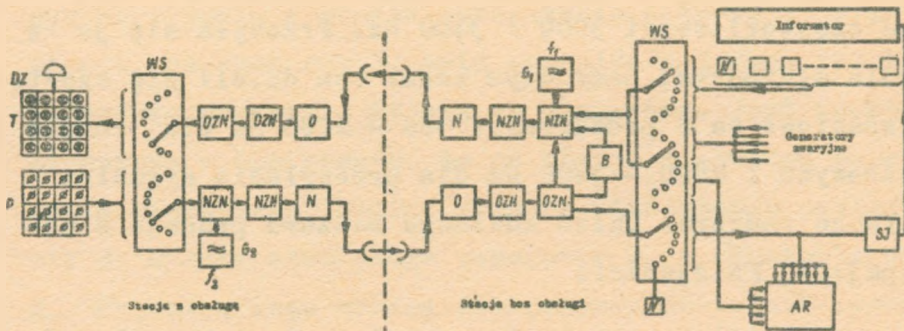 Informator
WS
WS
f₁
G₁
DZ
T
OZN
OZN
O
N
NZN
NZN
N
Generatory
awaryjne
B
P
NZN
NZN
N
O
OZN
OZN
G₂
f₂
SJ
N
AR
Stacja z obsługą
Stacja bez obsługi